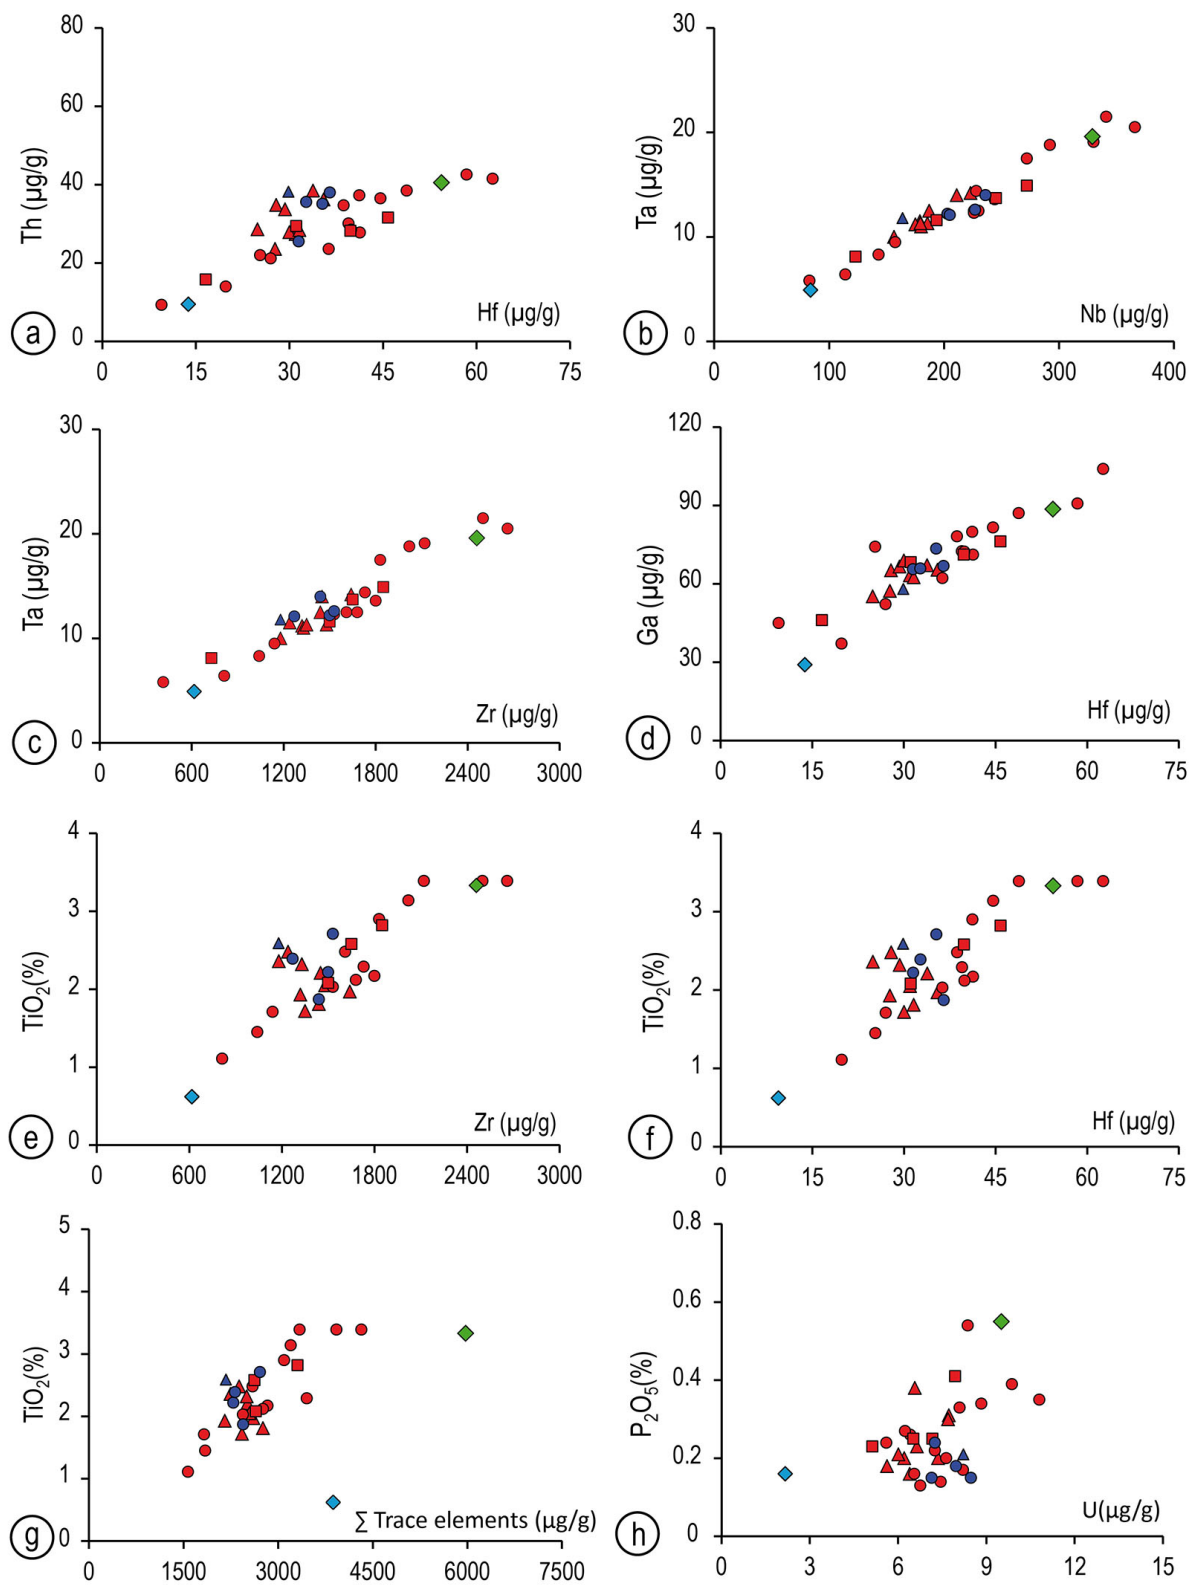 80
60
40
20
0
Th (µg/g)
Hf (µg/g)
a
0 15 30 45 60 75
30
20
10
0
Ta (µg/g)
Nb (µg/g)
b
0 100 200 300 400
30
20
10
0
Ta (µg/g)
Zr (µg/g)
c
0 600 1200 1800 2400 3000
120
90
60
30
0
Ga (µg/g)
Hf (µg/g)
d
0 15 30 45 60 75
4
3
2
1
0
TiO₂(%)
Zr (µg/g)
e
0 600 1200 1800 2400 3000
4
3
2
1
0
TiO₂(%)
Hf (µg/g)
f
0 15 30 45 60 75
5
4
3
2
1
0
TiO₂(%)
∑ Trace elements (µg/g)
g
0 1500 3000 4500 6000 7500
0.8
0.6
0.4
0.2
0
P₂O₅(%)
U(µg/g)
h
0 3 6 9 12 15